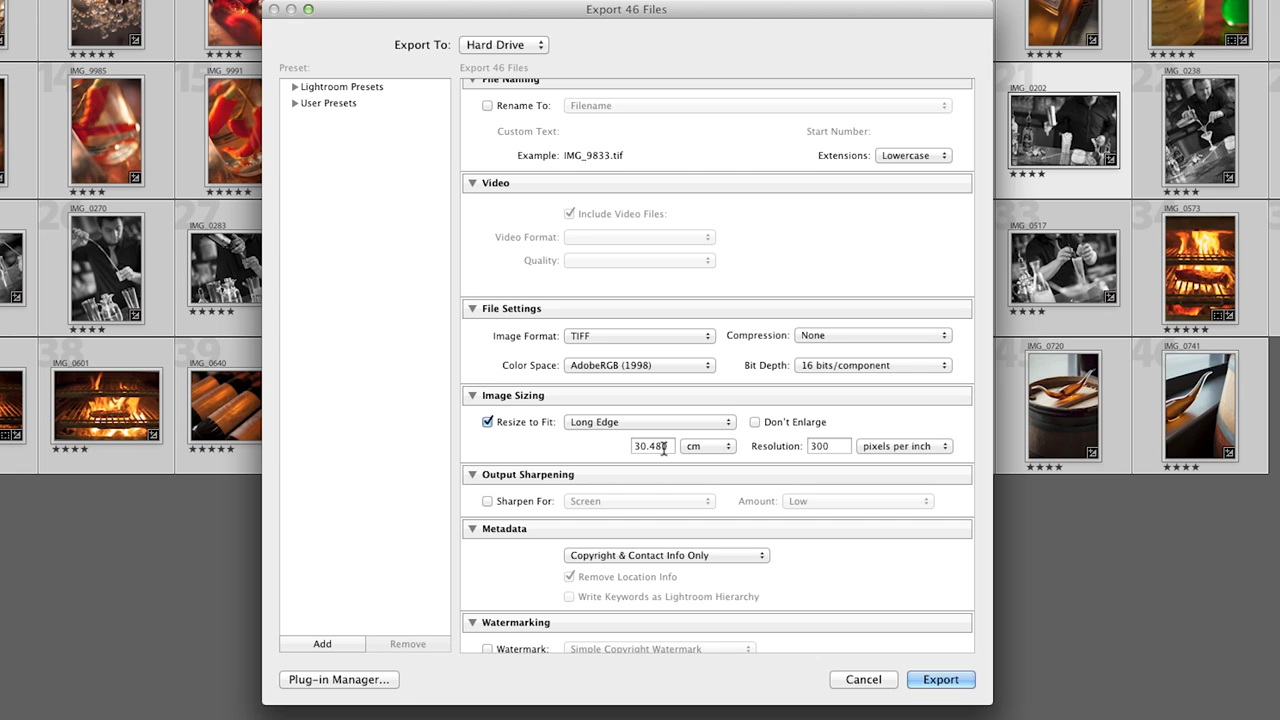 Export 46 Files
Export To: Hard Drive
Preset:
Lightroom Presets
User Presets
Add
Remove
Export 46 Files
File Naming
Rename To: Filename
Custom Text: Start Number:
Example: IMG_9833.tif Extensions: Lowercase
Video
Include Video Files:
Video Format:
Quality:
File Settings
Image Format: TIFF Compression: None
Color Space: AdobeRGB (1998) Bit Depth: 16 bits/component
Image Sizing
Resize to Fit: Long Edge Don't Enlarge
cm Resolution: 300 pixels per inch
Output Sharpening
Sharpen For: Screen Amount: Low
Metadata
Copyright & Contact Info Only
Remove Location Info
Write Keywords as Lightroom Hierarchy
Watermarking
Watermark: Simple Copyright Watermark
Plug-in Manager... Cancel Export
IMG_9985 IMG_9991
IMG_0202 IMG_0238
IMG_0270 IMG_0283
IMG_0517 IMG_0573
IMG_0601 IMG_0640
IMG_0720 IMG_0741